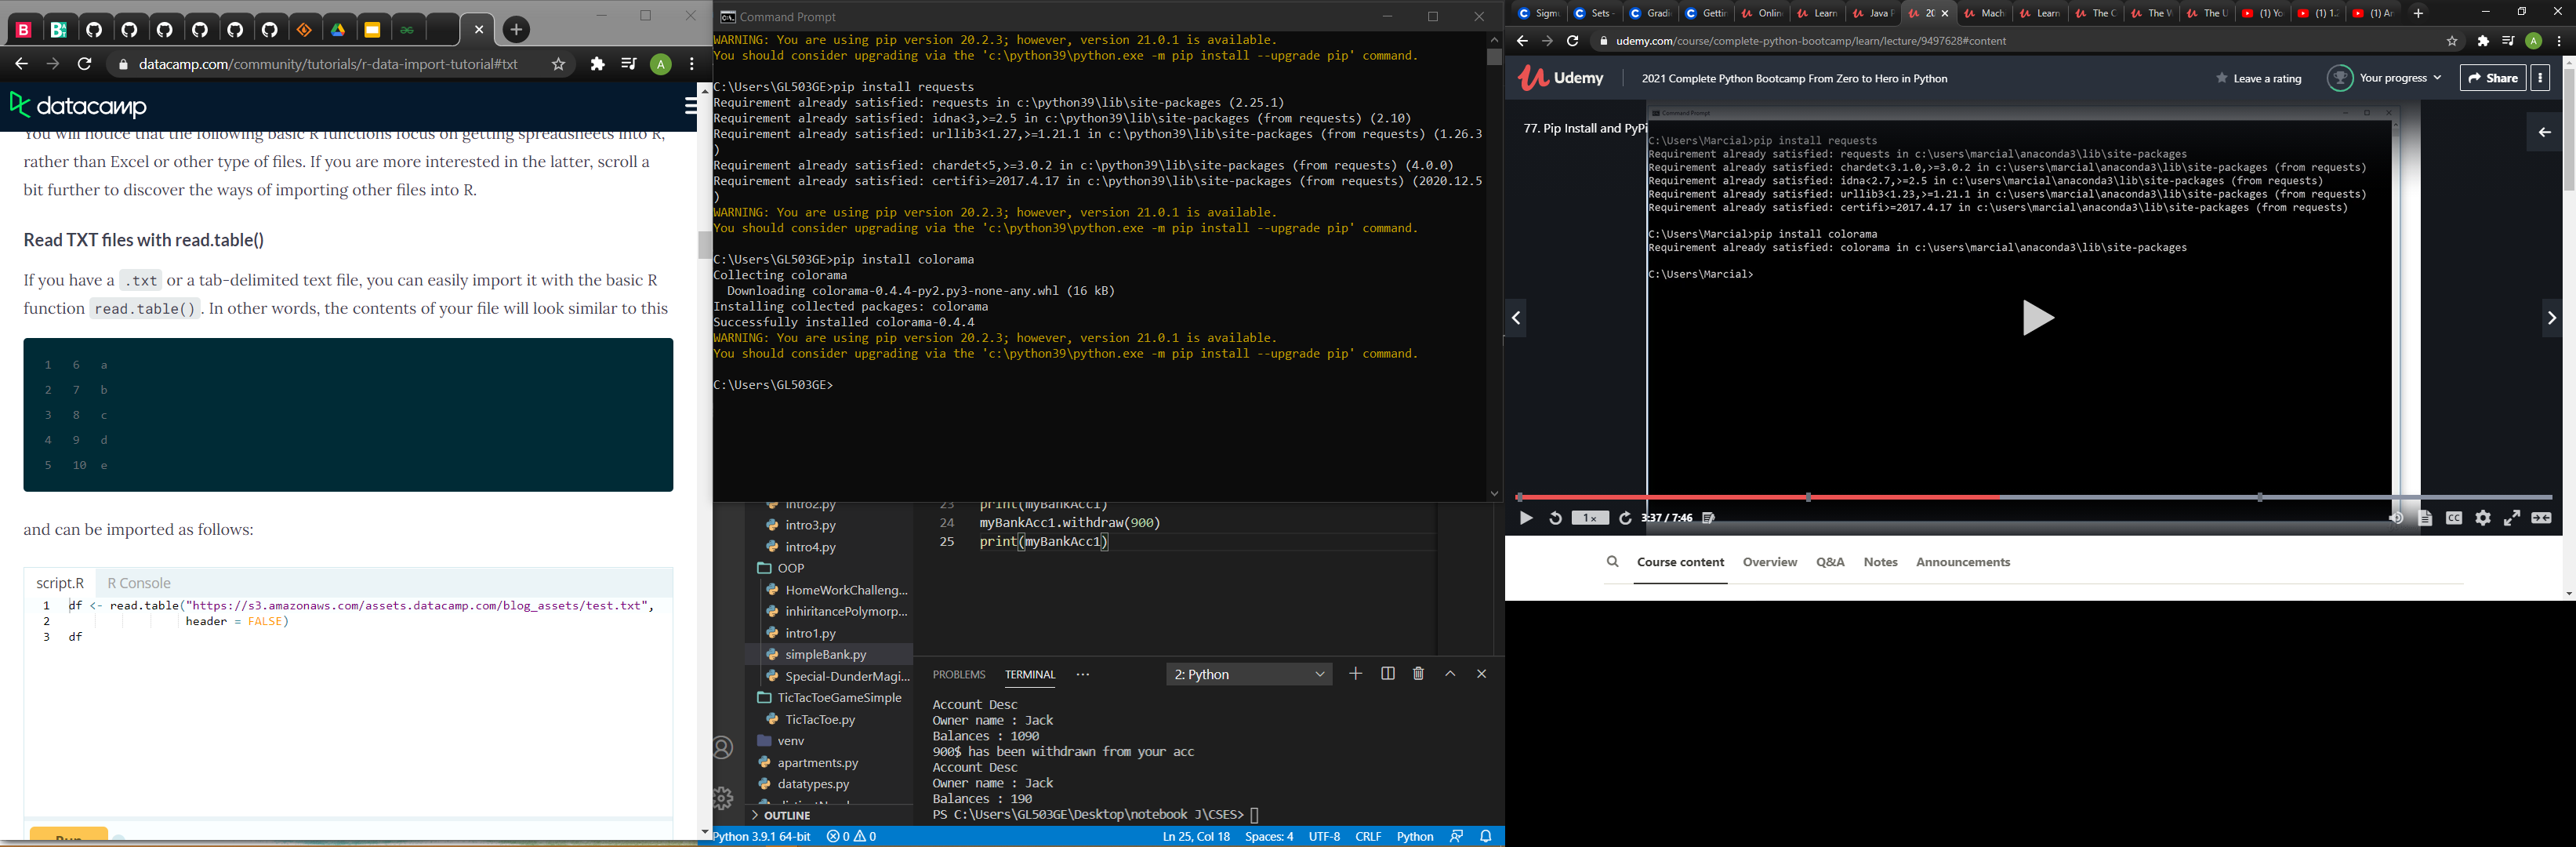 datacamp.com/community/tutorials/r-data-import-tutorial#txt
datacamp
You will notice that the following basic R functions focus on getting spreadsheets into R,
rather than Excel or other type of files. If you are more interested in the latter, scroll a
bit further to discover the ways of importing other files into R.
Read TXT files with read.table()
If you have a .txt or a tab-delimited text file, you can easily import it with the basic R
function read.table(). In other words, the contents of your file will look similar to this
1 6 a
2 7 b
3 8 c
4 9 d
5 10 e
and can be imported as follows:
script.R R Console
1 df <- read.table("https://s3.amazonaws.com/assets.datacamp.com/blog_assets/test.txt",
2 header = FALSE)
3 df
Run
Command Prompt
WARNING: You are using pip version 20.2.3; however, version 21.0.1 is available.
You should consider upgrading via the 'c:\python39\python.exe -m pip install --upgrade pip' command.
C:\Users\GL503GE>pip install requests
Requirement already satisfied: requests in c:\python39\lib\site-packages (2.25.1)
Requirement already satisfied: idna<3,>=2.5 in c:\python39\lib\site-packages (from requests) (2.10)
Requirement already satisfied: urllib3<1.27,>=1.21.1 in c:\python39\lib\site-packages (from requests) (1.26.3
)
Requirement already satisfied: chardet<5,>=3.0.2 in c:\python39\lib\site-packages (from requests) (4.0.0)
Requirement already satisfied: certifi>=2017.4.17 in c:\python39\lib\site-packages (from requests) (2020.12.5
)
WARNING: You are using pip version 20.2.3; however, version 21.0.1 is available.
You should consider upgrading via the 'c:\python39\python.exe -m pip install --upgrade pip' command.
C:\Users\GL503GE>pip install colorama
Collecting colorama
Downloading colorama-0.4.4-py2.py3-none-any.whl (16 kB)
Installing collected packages: colorama
Successfully installed colorama-0.4.4
WARNING: You are using pip version 20.2.3; however, version 21.0.1 is available.
You should consider upgrading via the 'c:\python39\python.exe -m pip install --upgrade pip' command.
C:\Users\GL503GE>
intro2.py
intro3.py
intro4.py
OOP
HomeWorkChalleng...
inhiritancePolymorp...
intro1.py
simpleBank.py
Special-DunderMagi...
TicTacToeGameSimple
TicTacToe.py
venv
apartments.py
datatypes.py
OUTLINE
23 print(myBankAcc1)
24 myBankAcc1.withdraw(900)
25 print(myBankAcc1)
PROBLEMS TERMINAL ... 2: Python
Account Desc
Owner name : Jack
Balances : 1090
900$ has been withdrawn from your acc
Account Desc
Owner name : Jack
Balances : 190
PS C:\Users\GL503GE\Desktop\notebook J\CSES>
Python 3.9.1 64-bit 0 0 Ln 25, Col 18 Spaces: 4 UTF-8 CRLF Python
Sigm Sets - Gradi Gettin Onlin Learn Java 20 Mach Learn The C The W The U (1) Yo (1) 1. (1) Ar
udemy.com/course/complete-python-bootcamp/learn/lecture/9497628#content
Udemy 2021 Complete Python Bootcamp From Zero to Hero in Python Leave a rating Your progress Share
77. Pip Install and PyPi
Command Prompt
C:\Users\Marcial>pip install requests
Requirement already satisfied: requests in c:\users\marcial\anaconda3\lib\site-packages
Requirement already satisfied: chardet<3.1.0,>=3.0.2 in c:\users\marcial\anaconda3\lib\site-packages (from requests)
Requirement already satisfied: idna<2.7,>=2.5 in c:\users\marcial\anaconda3\lib\site-packages (from requests)
Requirement already satisfied: urllib3<1.23,>=1.21.1 in c:\users\marcial\anaconda3\lib\site-packages (from requests)
Requirement already satisfied: certifi>=2017.4.17 in c:\users\marcial\anaconda3\lib\site-packages (from requests)
C:\Users\Marcial>pip install colorama
Requirement already satisfied: colorama in c:\users\marcial\anaconda3\lib\site-packages
C:\Users\Marcial>
1x 3:37 / 7:46 CC
Course content Overview Q&A Notes Announcements